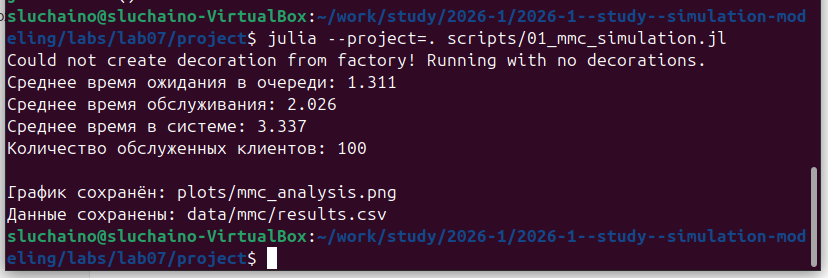 sluchaino@sluchaino-VirtualBox:~/work/study/2026-1/2026-1--study--simulation-mod
eling/labs/lab07/project$ julia --project=. scripts/01_mmc_simulation.jl
Could not create decoration from factory! Running with no decorations.
Среднее время ожидания в очереди: 1.311
Среднее время обслуживания: 2.026
Среднее время в системе: 3.337
Количество обслуженных клиентов: 100
График сохранён: plots/mmc_analysis.png
Данные сохранены: data/mmc/results.csv
sluchaino@sluchaino-VirtualBox:~/work/study/2026-1/2026-1--study--simulation-mod
eling/labs/lab07/project$